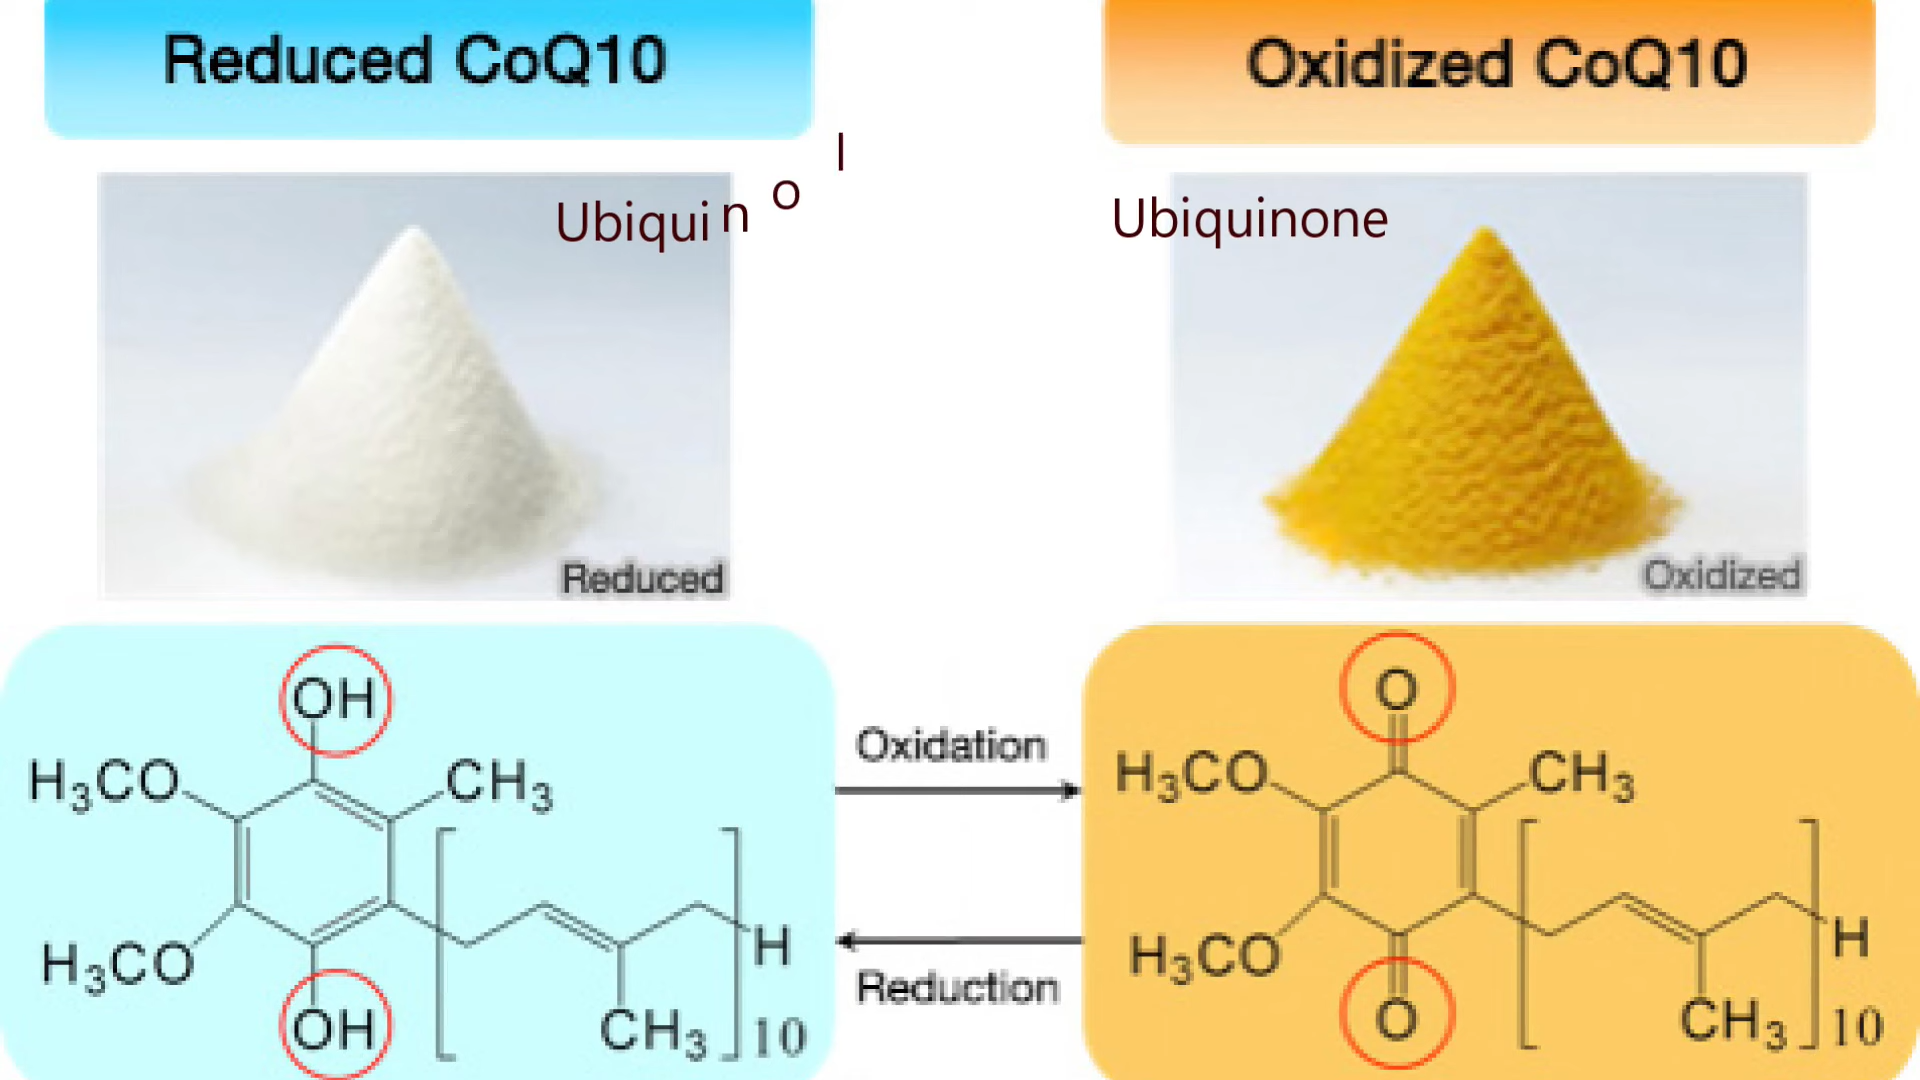 Reduced CoQ10
Oxidized CoQ10
Ubiquinol
Ubiquinone
Reduced
Oxidized
OH
H₃CO
CH₃
H₃CO
OH
CH₃
H
10
Oxidation
Reduction
O
H₃CO
CH₃
H₃CO
O
CH₃
H
10